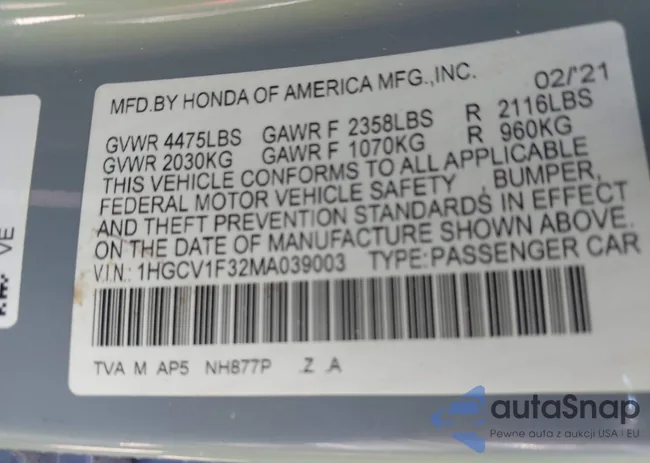 MFD.BY HONDA OF AMERICA MFG.,INC. 02/'21
GVWR 4475LBS GAWR F 2358LBS R 2116LBS
GVWR 2030KG GAWR F 1070KG R 960KG
THIS VEHICLE CONFORMS TO ALL APPLICABLE
FEDERAL MOTOR VEHICLE SAFETY , BUMPER,
AND THEFT PREVENTION STANDARDS IN EFFECT
ON THE DATE OF MANUFACTURE SHOWN ABOVE.
V.I.N.: 1HGCV1F32MA039003 TYPE:PASSENGER CAR
TVA M AP5 NH877P .Z .A
VE
autaSnap
Pewne auta z aukcji USA i EU